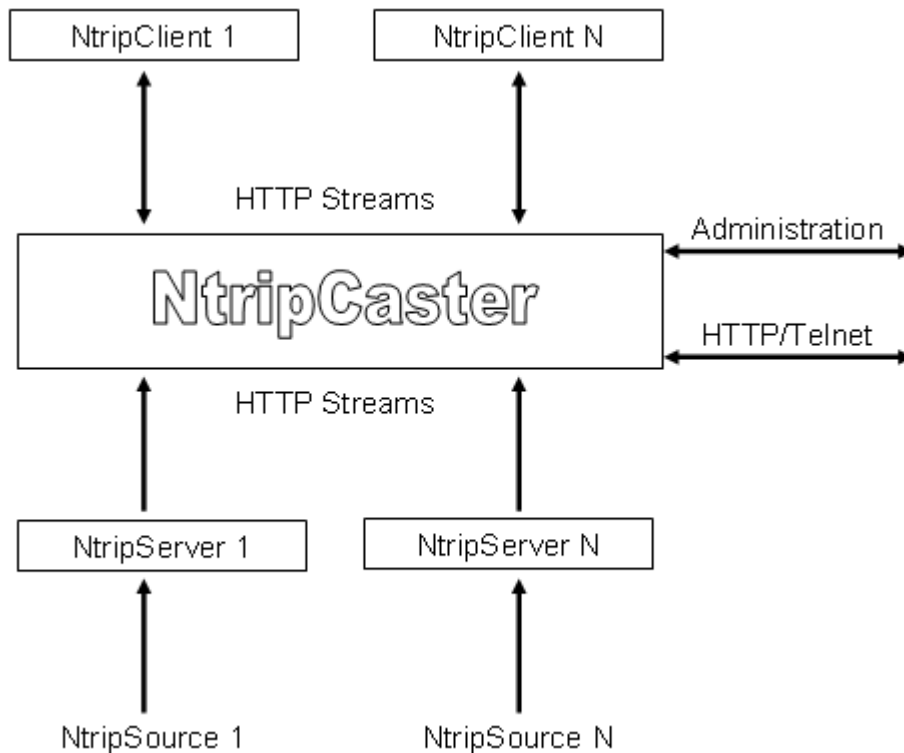 NtripClient 1
NtripClient N
HTTP Streams
Administration
NtripCaster
HTTP/Telnet
HTTP Streams
NtripServer 1
NtripServer N
NtripSource 1
NtripSource N